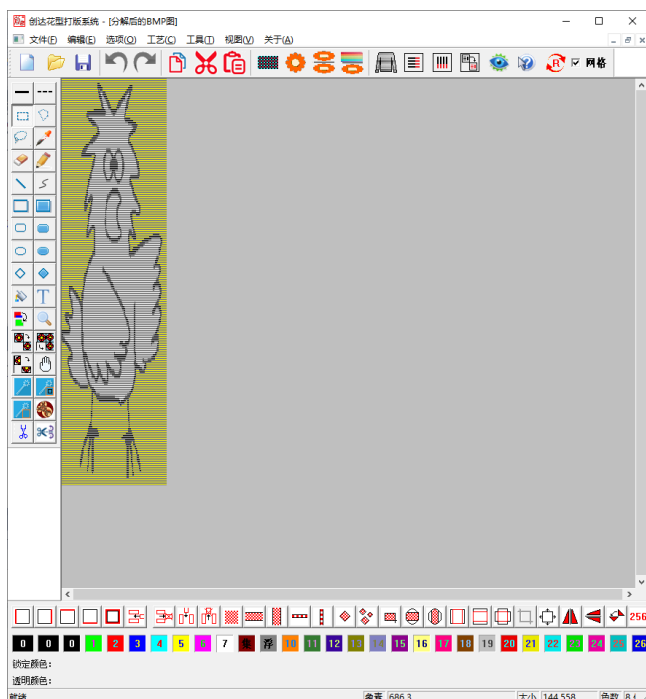 创达花型打版系统 - [分解后的BMP图]
文件(F) 编辑(E) 选项(O) 工艺(C) 工具(T) 视图(V) 关于(A)
R 网格
T
256
0 0 0 1 2 3 4 5 6 7 浮 10 11 12 13 14 15 16 17 18 19 20 21 22 23 24 25 26
锁定颜色:
透明颜色:
就绪 象素 686,3 大小 144,558 色数 8